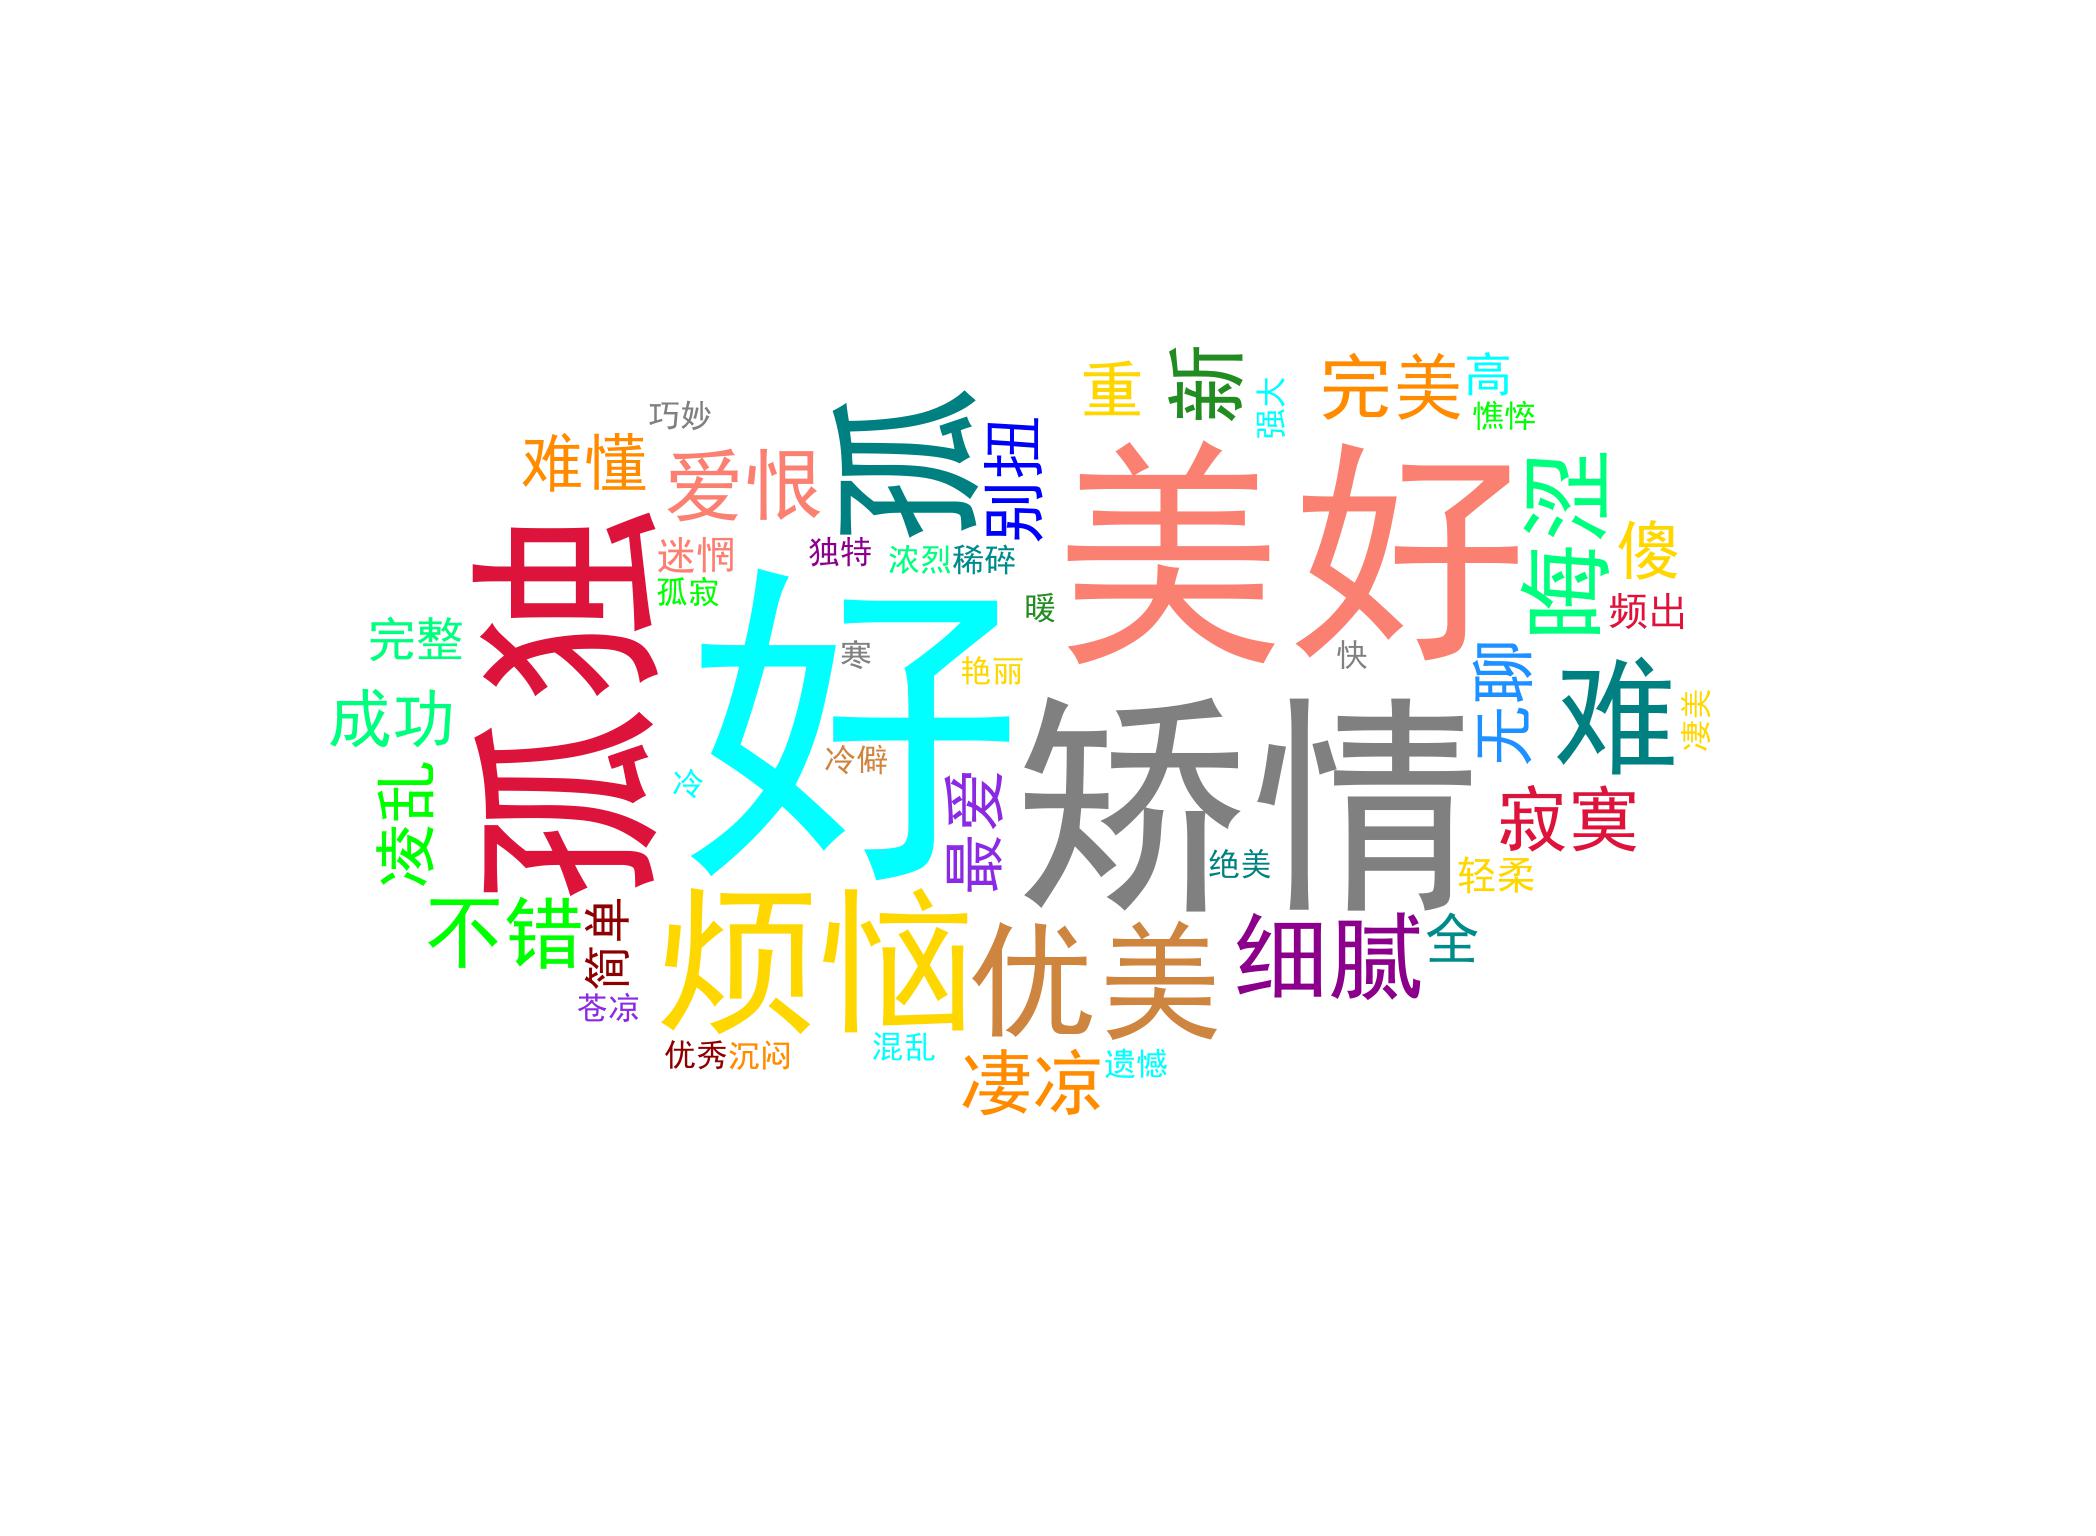 重
新
强大
完美
高
憔悴
巧妙
孤
别扭
难懂
爱恨
美好
晦涩
傻
迷惘
独特
浓烈
稀碎
孤寂
暖
频出
孤独
好
寒
艳丽
快
完整
无聊
难
凄美
成功
冷
冷僻
矫情
最爱
凌乱
绝美
寂寞
轻柔
不错
简单
烦恼
优美
细腻
全
苍凉
优秀
沉闷
混乱
凄凉
遗憾